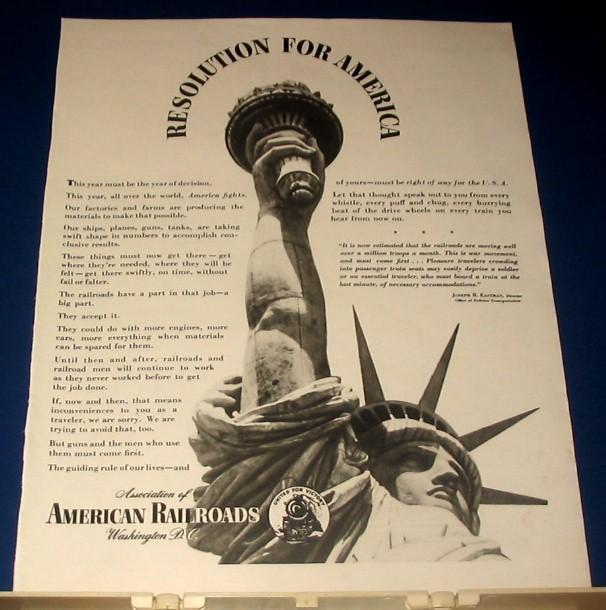 RESOLUTION FOR AMERICA
This year must be the year of decision.
This year, all over the world, America fights.
Our factories and farms are producing the
materials to make that possible.
Our ships, planes, guns, tanks, are taking
swift shape in numbers to accomplish con-
clusive results.
These things must now get there—get
where they're needed, where they will be
felt—get there swiftly, on time, without
fail or falter.
The railroads have a part in that job—a
big part.
They accept it.
They could do with more engines, more
cars, more everything when materials
can be spared for them.
Until then and after, railroads and
railroad men will continue to work
as they never worked before to get
the job done.
If, now and then, that means
inconveniences to you as a
traveler, we are sorry. We are
trying to avoid that, too.
But guns and the men who use
them must come first.
The guiding rule of our lives—and
of yours—must be right of way for the U. S. A.
Let that thought speak out to you from every
whistle, every puff and chug, every hurrying
beat of the drive wheels on every train you
hear from now on.
* * *
"It is now estimated that the railroads are moving well
over a million troops a month. This is war movement,
and must come first . . . Pleasure travelers crowding
into passenger train seats may easily deprive a soldier
or an essential traveler, who must board a train at the
last minute, of necessary accommodations."
JOSEPH B. EASTMAN, Director
Office of Defense Transportation
Association of
AMERICAN RAILROADS
Washington D.C.
UNITED FOR VICTORY